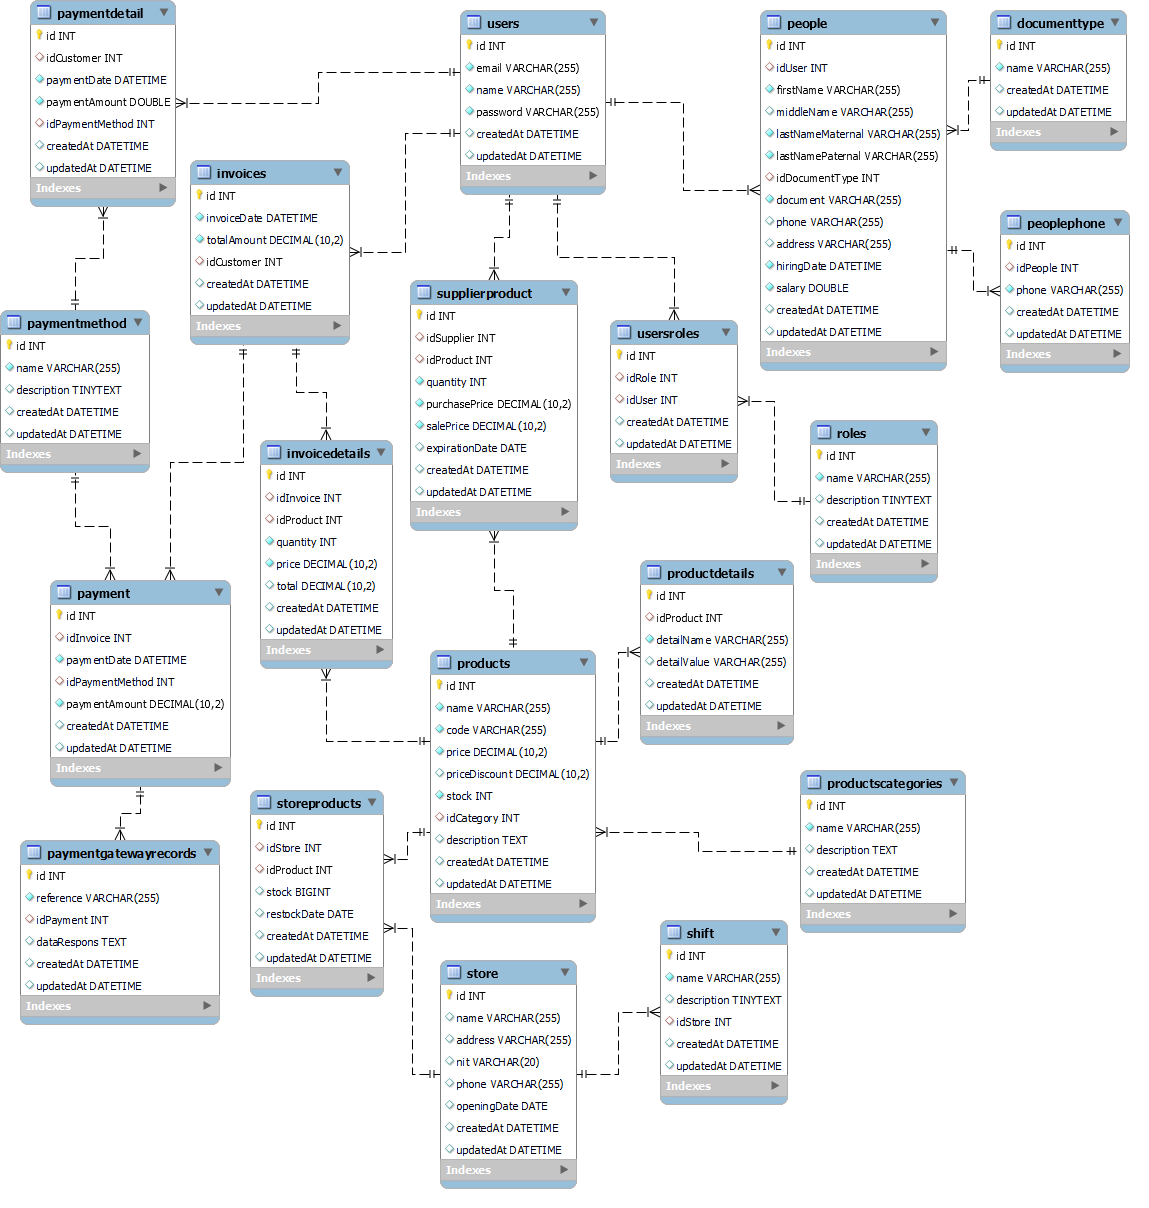 paymentdetail
id INT
idCustomer INT
paymentDate DATETIME
paymentAmount DOUBLE
idPaymentMethod INT
createdAt DATETIME
updatedAt DATETIME
Indexes
users
id INT
email VARCHAR(255)
name VARCHAR(255)
password VARCHAR(255)
createdAt DATETIME
updatedAt DATETIME
Indexes
people
id INT
idUser INT
firstName VARCHAR(255)
middleName VARCHAR(255)
lastNameMaternal VARCHAR(255)
lastNamePaternal VARCHAR(255)
idDocumentType INT
document VARCHAR(255)
phone VARCHAR(255)
address VARCHAR(255)
hiringDate DATETIME
salary DOUBLE
createdAt DATETIME
updatedAt DATETIME
Indexes
documenttype
id INT
name VARCHAR(255)
createdAt DATETIME
updatedAt DATETIME
Indexes
invoices
id INT
invoiceDate DATETIME
totalAmount DECIMAL(10,2)
idCustomer INT
createdAt DATETIME
updatedAt DATETIME
Indexes
peoplephone
id INT
idPeople INT
phone VARCHAR(255)
createdAt DATETIME
updatedAt DATETIME
Indexes
supplierproduct
id INT
idSupplier INT
idProduct INT
quantity INT
purchasePrice DECIMAL(10,2)
salePrice DECIMAL(10,2)
expirationDate DATE
createdAt DATETIME
updatedAt DATETIME
Indexes
paymentmethod
id INT
name VARCHAR(255)
description TINYTEXT
createdAt DATETIME
updatedAt DATETIME
Indexes
usersroles
id INT
idRole INT
idUser INT
createdAt DATETIME
updatedAt DATETIME
Indexes
roles
id INT
name VARCHAR(255)
description TINYTEXT
createdAt DATETIME
updatedAt DATETIME
Indexes
invoicedetails
id INT
idInvoice INT
idProduct INT
quantity INT
price DECIMAL(10,2)
total DECIMAL(10,2)
createdAt DATETIME
updatedAt DATETIME
Indexes
productdetails
id INT
idProduct INT
detailName VARCHAR(255)
detailValue VARCHAR(255)
createdAt DATETIME
updatedAt DATETIME
Indexes
payment
id INT
idInvoice INT
paymentDate DATETIME
idPaymentMethod INT
paymentAmount DECIMAL(10,2)
createdAt DATETIME
updatedAt DATETIME
Indexes
products
id INT
name VARCHAR(255)
code VARCHAR(255)
price DECIMAL(10,2)
priceDiscount DECIMAL(10,2)
stock INT
idCategory INT
description TEXT
createdAt DATETIME
updatedAt DATETIME
Indexes
productscategories
id INT
name VARCHAR(255)
description TEXT
createdAt DATETIME
updatedAt DATETIME
Indexes
storeproducts
id INT
idStore INT
idProduct INT
stock BIGINT
restockDate DATE
createdAt DATETIME
updatedAt DATETIME
Indexes
paymentgatewayrecords
id INT
reference VARCHAR(255)
idPayment INT
dataRespons TEXT
createdAt DATETIME
updatedAt DATETIME
Indexes
shift
id INT
name VARCHAR(255)
description TINYTEXT
idStore INT
createdAt DATETIME
updatedAt DATETIME
Indexes
store
id INT
name VARCHAR(255)
address VARCHAR(255)
nit VARCHAR(20)
phone VARCHAR(255)
openingDate DATE
createdAt DATETIME
updatedAt DATETIME
Indexes